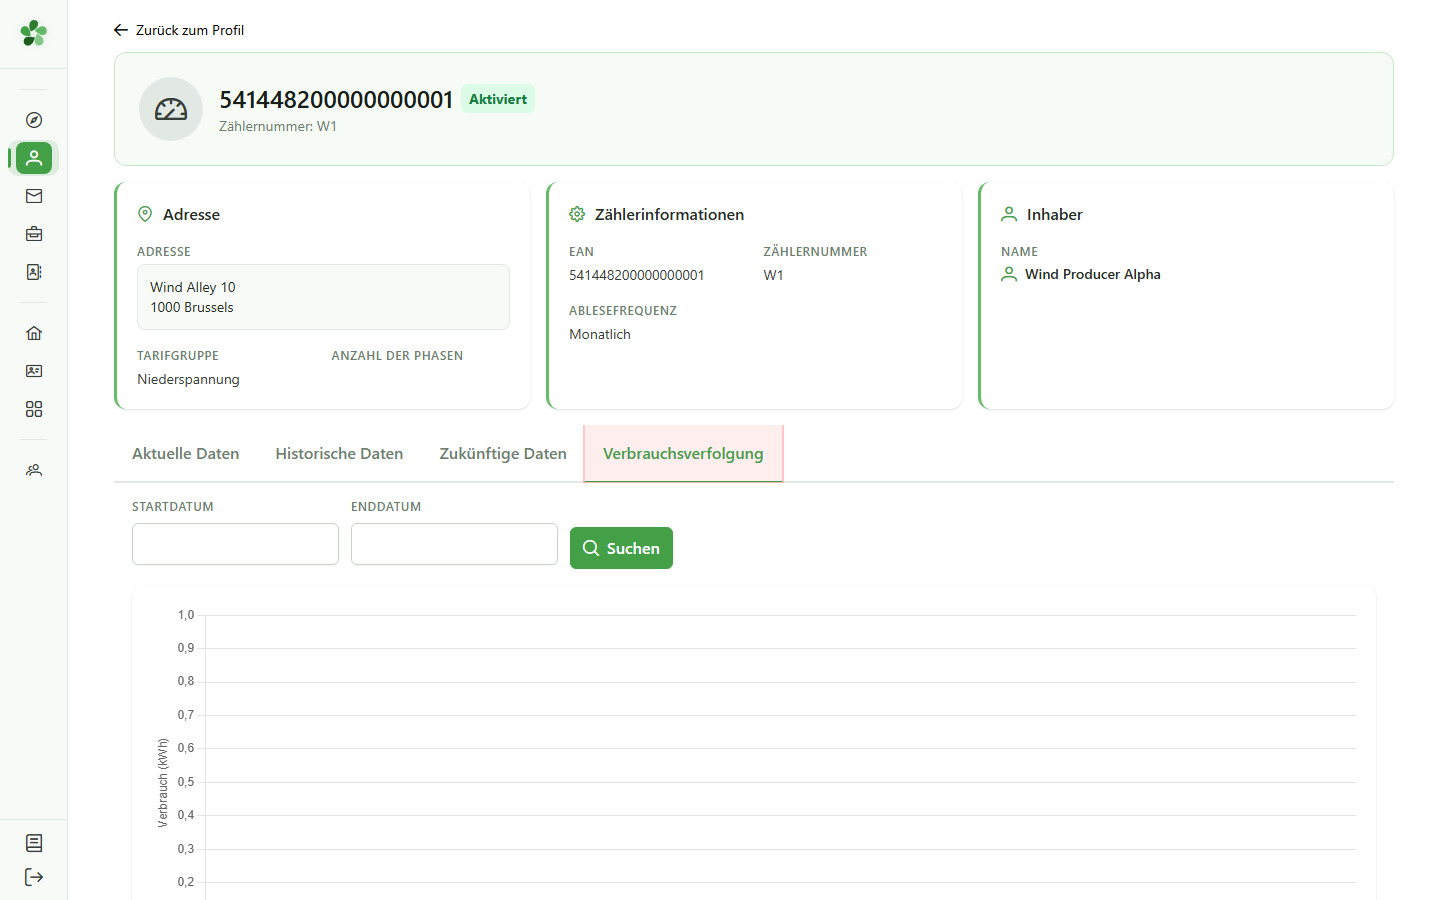 Zurück zum Profil
541448200000000001 Aktiviert
Zählernummer: W1
Adresse
ADRESSE
Wind Alley 10
1000 Brussels
TARIFGRUPPE
Niederspannung
ANZAHL DER PHASEN
Zählerinformationen
EAN
541448200000000001
ZÄHLERNUMMER
W1
ABLESEFREQUENZ
Monatlich
Inhaber
NAME
Wind Producer Alpha
Aktuelle Daten
Historische Daten
Zukünftige Daten
Verbrauchsverfolgung
STARTDATUM
ENDDATUM
Suchen
Verbrauch (kWh)
1,0
0,9
0,8
0,7
0,6
0,5
0,4
0,3
0,2